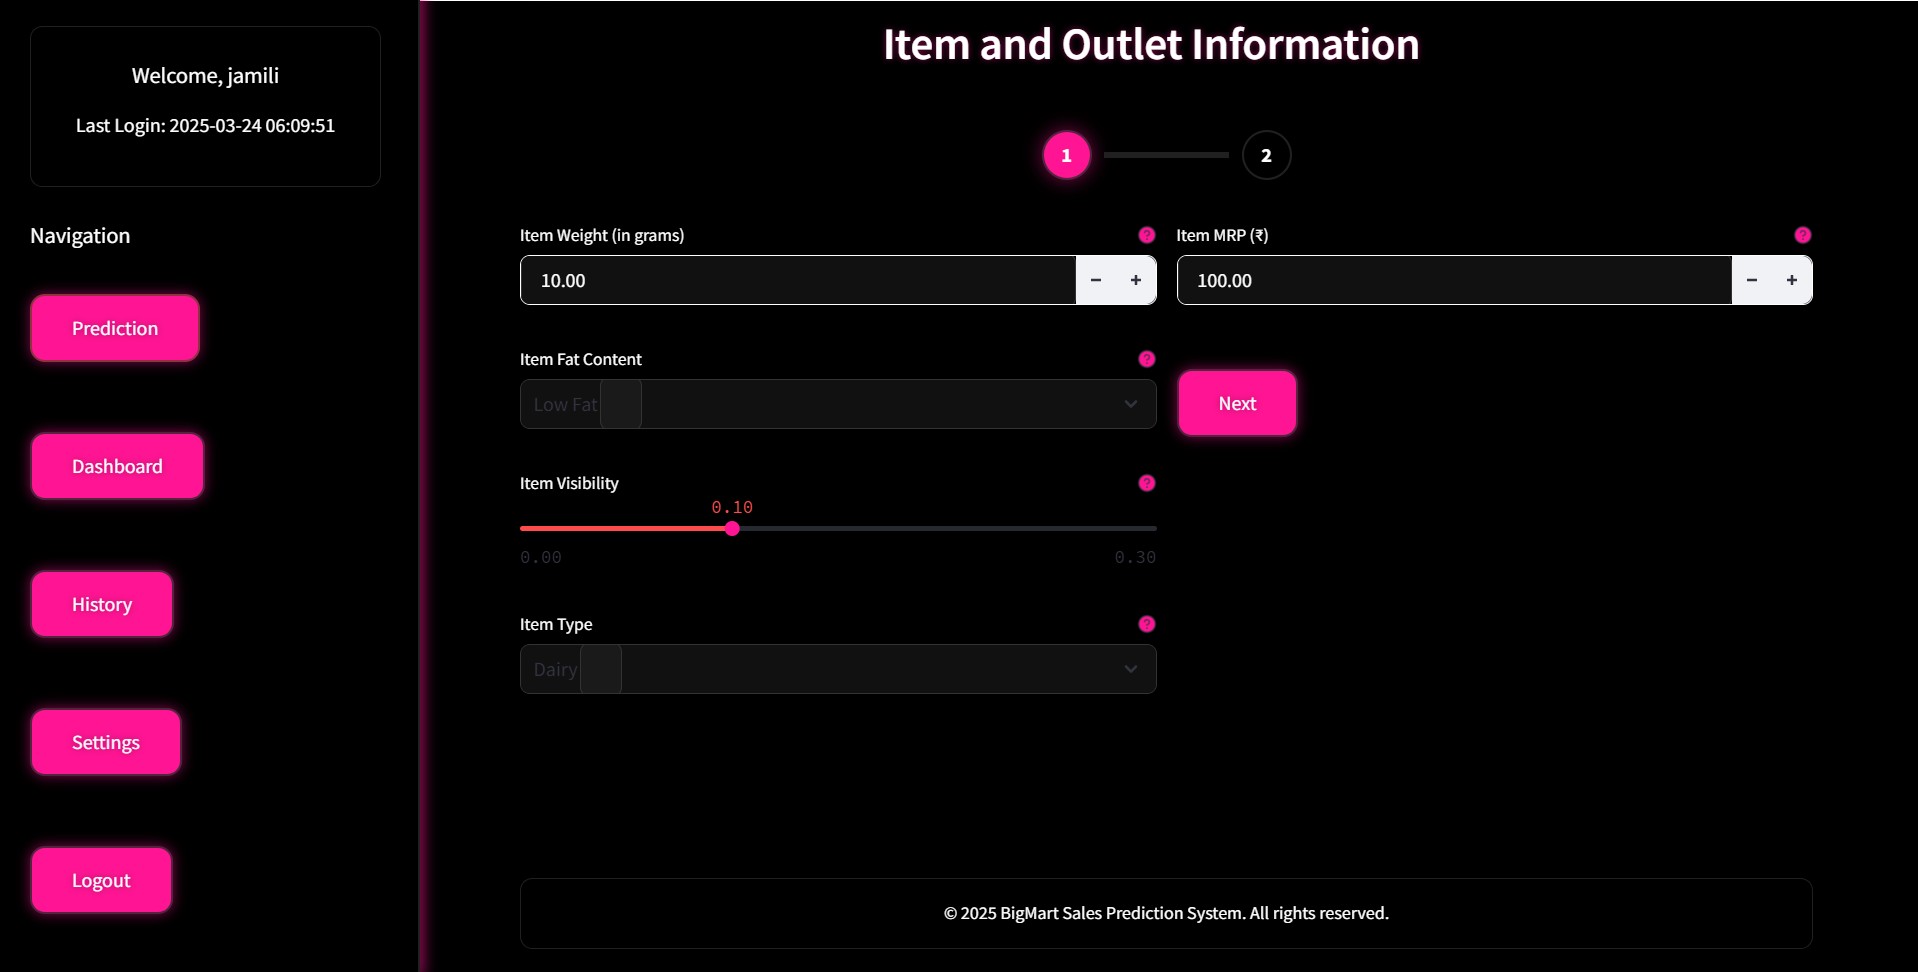 Welcome, jamili
Last Login: 2025-03-24 06:09:51
Navigation
Prediction
Dashboard
History
Settings
Logout
Item and Outlet Information
1
2
Item Weight (in grams)
?
10.00
−
+
Item MRP (₹)
?
100.00
−
+
Item Fat Content
?
Low Fat
Next
Item Visibility
?
0.10
0.00
0.30
Item Type
?
Dairy
© 2025 BigMart Sales Prediction System. All rights reserved.